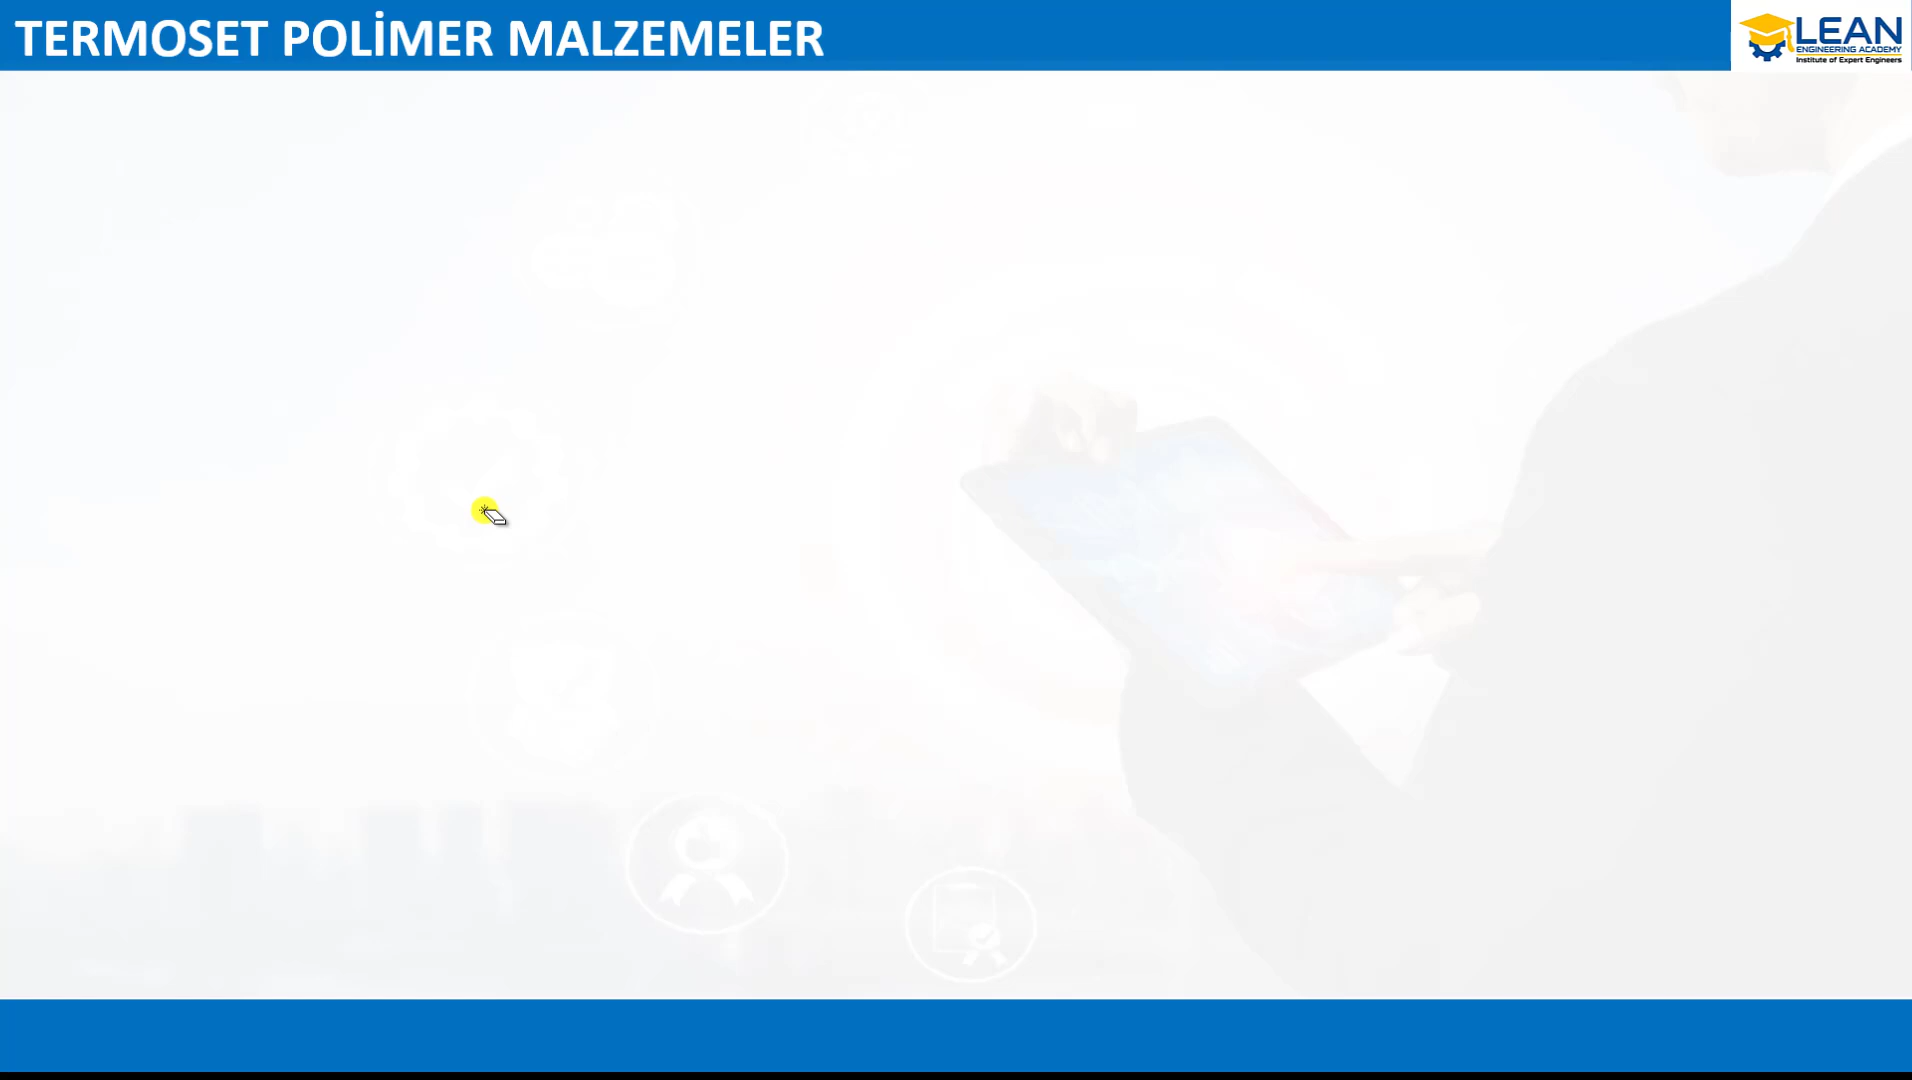 TERMOSET POLİMER MALZEMELER
LEAN
ENGINEERING ACADEMY
Institute of Expert Engineers